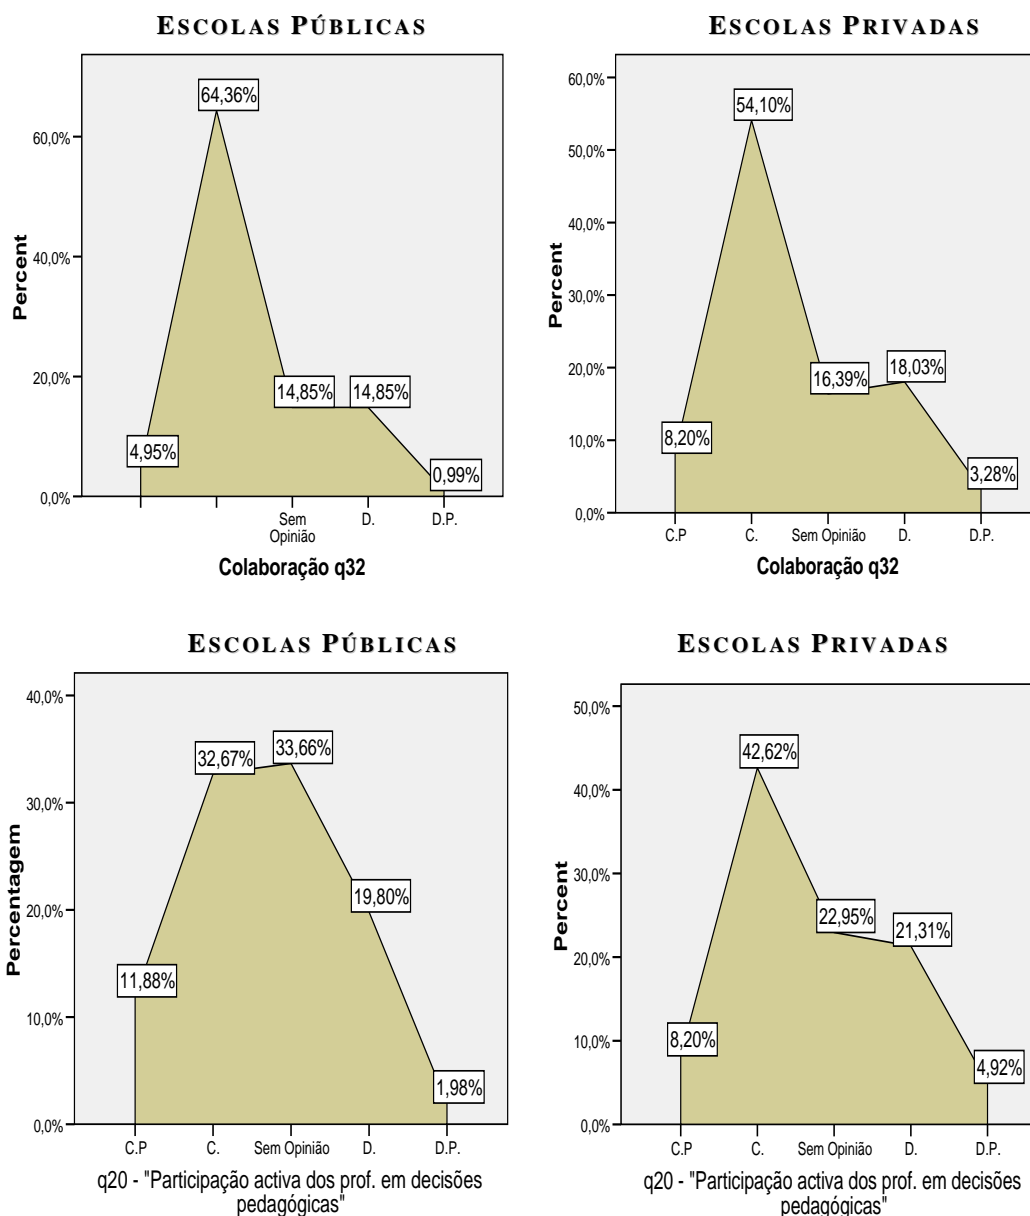 ESCOLAS PÚBLICAS
Percent
60,0%
40,0%
20,0%
0,0%
4,95%
64,36%
14,85%
14,85%
0,99%
Sem
Opinião
D.
D.P.
Colaboração q32
ESCOLAS PRIVADAS
Percent
60,0%
50,0%
40,0%
30,0%
20,0%
10,0%
0,0%
8,20%
54,10%
16,39%
18,03%
3,28%
C.P
C.
Sem Opinião
D.
D.P.
Colaboração q32
ESCOLAS PÚBLICAS
Percentagem
40,0%
30,0%
20,0%
10,0%
0,0%
11,88%
32,67%
33,66%
19,80%
1,98%
C.P
C.
Sem Opinião
D.
D.P.
q20 - "Participação activa dos prof. em decisões
pedagógicas"
ESCOLAS PRIVADAS
Percent
50,0%
40,0%
30,0%
20,0%
10,0%
0,0%
8,20%
42,62%
22,95%
21,31%
4,92%
C.P
C.
Sem Opinião
D.
D.P.
q20 - "Participação activa dos prof. em decisões
pedagógicas"